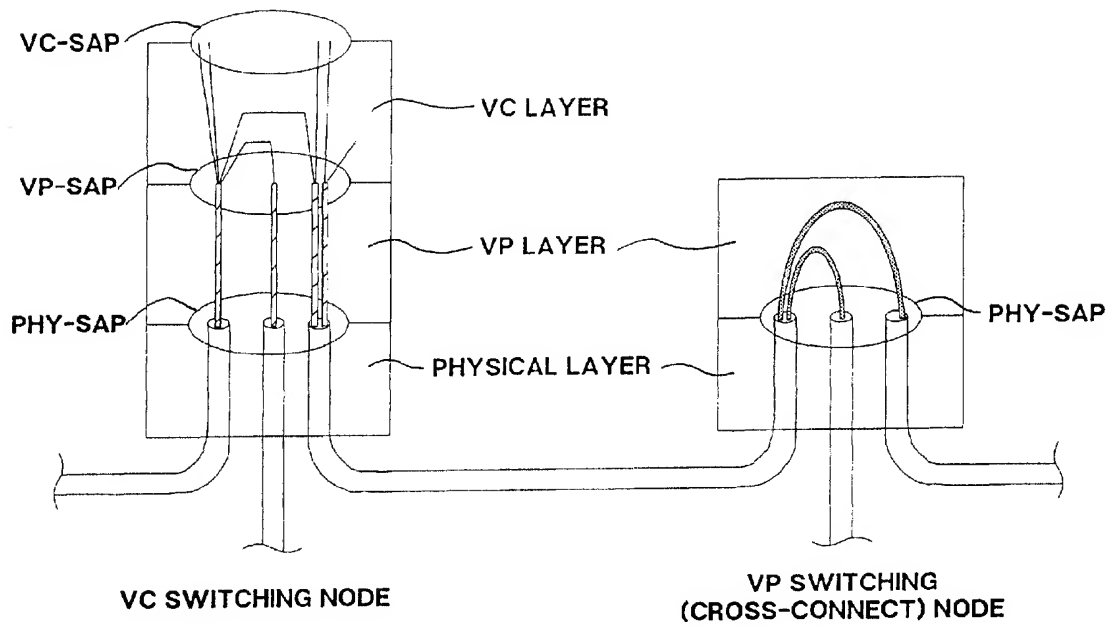 VC-SAP
VC LAYER
VP-SAP
VP LAYER
PHY-SAP
PHY-SAP
PHYSICAL LAYER
VC SWITCHING NODE
VP SWITCHING
(CROSS-CONNECT) NODE